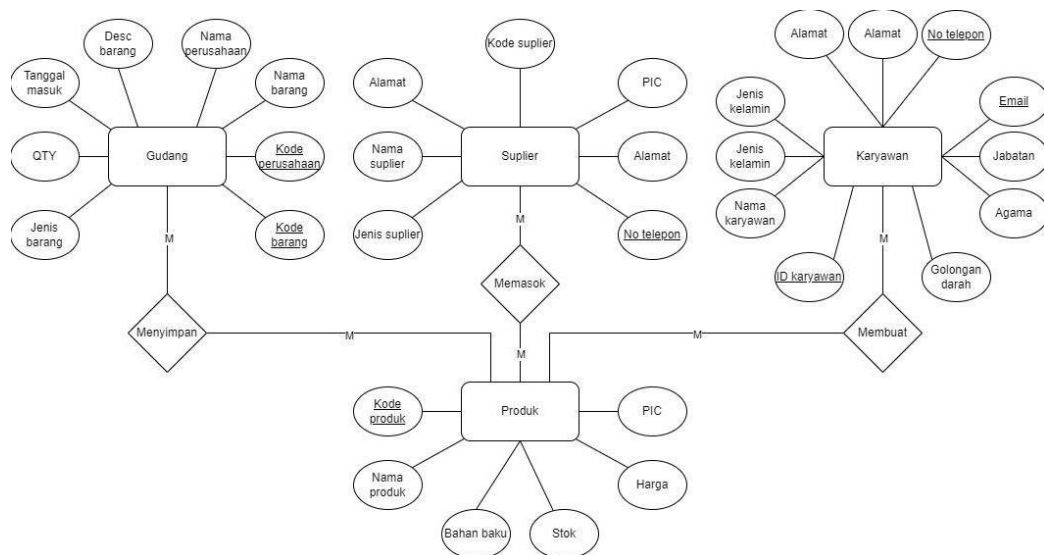 Desc
barang
Nama
perusahaan
Tanggal
masuk
Nama
barang
QTY
Gudang
Kode
perusahaan
Jenis
barang
Kode
barang
M
Menyimpan
M
Kode suplier
Alamat
PIC
Nama
suplier
Suplier
Alamat
Jenis suplier
No telepon
M
Memasok
M
Alamat
Alamat
No telepon
Jenis
kelamin
Email
Jenis
kelamin
Karyawan
Jabatan
Nama
karyawan
Agama
ID karyawan
M
Golongan
darah
Membuat
M
Kode
produk
Produk
PIC
Nama
produk
Harga
Bahan baku
Stok